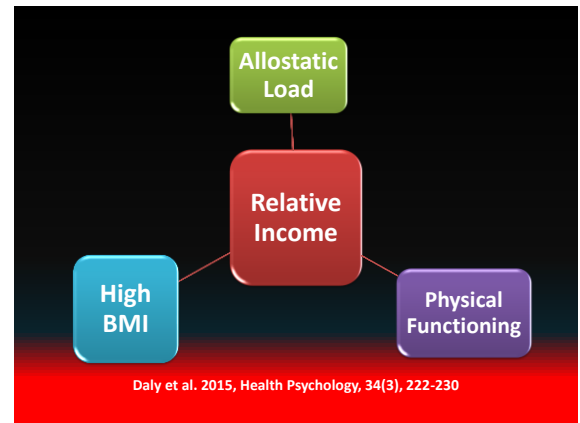 Allostatic
Load
Relative
Income
High
BMI
Physical
Functioning
Daly et al. 2015, Health Psychology, 34(3), 222-230